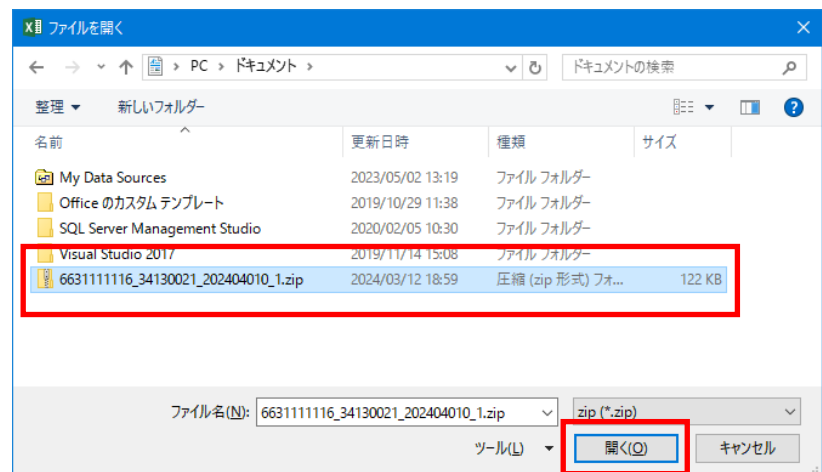 ファイルを開く
PC › ドキュメント ›
ドキュメントの検索
整理 ▼ 新しいフォルダー
名前 更新日時 種類 サイズ
My Data Sources 2023/05/02 13:19 ファイル フォルダー
Office のカスタム テンプレート 2019/10/29 11:38 ファイル フォルダー
SQL Server Management Studio 2020/02/05 10:30 ファイル フォルダー
Visual Studio 2017 2019/11/14 15:08 ファイル フォルダー
6631111116_34130021_202404010_1.zip 2024/03/12 18:59 圧縮 (zip 形式) フォ... 122 KB
ファイル名(N): 6631111116_34130021_202404010_1.zip zip (*.zip)
ツール(L) ▼ 開く(O) キャンセル